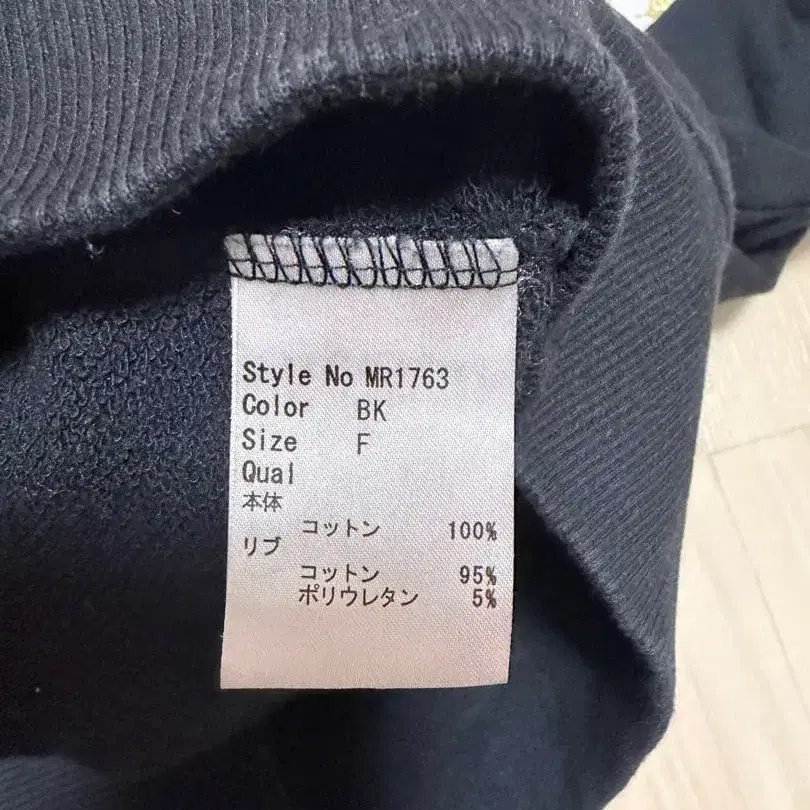 Style No MR1763
Color BK
Size F
Qual
本体
コットン 100%
リブ
コットン 95%
ポリウレタン 5%